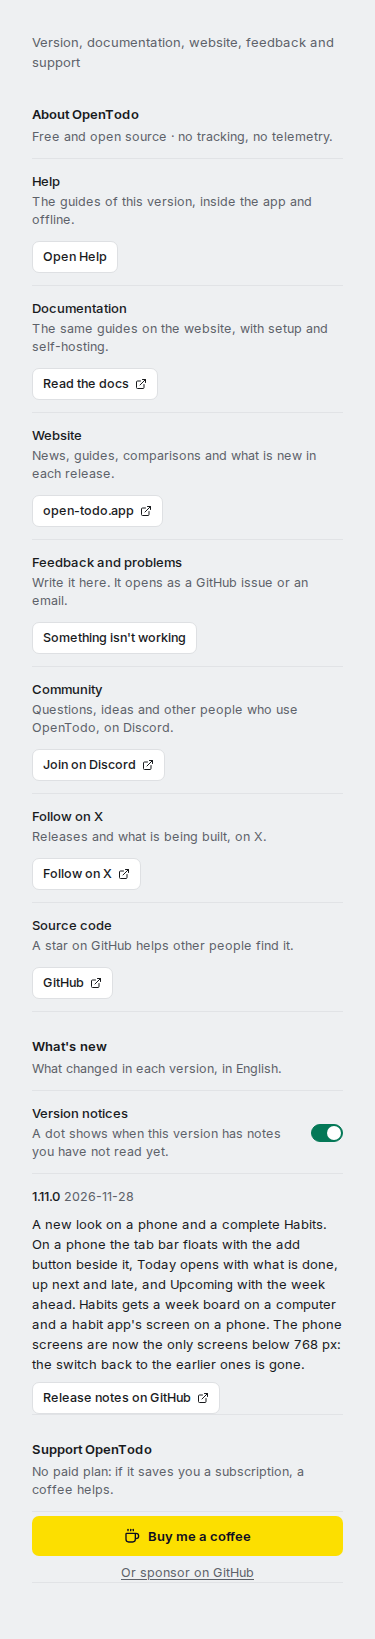 Version, documentation, website, feedback and
support
About OpenTodo
Free and open source · no tracking, no telemetry.
Help
The guides of this version, inside the app and
offline.
Open Help
Documentation
The same guides on the website, with setup and
self-hosting.
Read the docs
Website
News, guides, comparisons and what is new in
each release.
open-todo.app
Feedback and problems
Write it here. It opens as a GitHub issue or an
email.
Something isn't working
Community
Questions, ideas and other people who use
OpenTodo, on Discord.
Join on Discord
Follow on X
Releases and what is being built, on X.
Follow on X
Source code
A star on GitHub helps other people find it.
GitHub
What's new
What changed in each version, in English.
Version notices
A dot shows when this version has notes
you have not read yet.
1.11.0 2026-11-28
A new look on a phone and a complete Habits.
On a phone the tab bar floats with the add
button beside it, Today opens with what is done,
up next and late, and Upcoming with the week
ahead. Habits gets a week board on a computer
and a habit app's screen on a phone. The phone
screens are now the only screens below 768 px:
the switch back to the earlier ones is gone.
Release notes on GitHub
Support OpenTodo
No paid plan: if it saves you a subscription, a
coffee helps.
Buy me a coffee
Or sponsor on GitHub